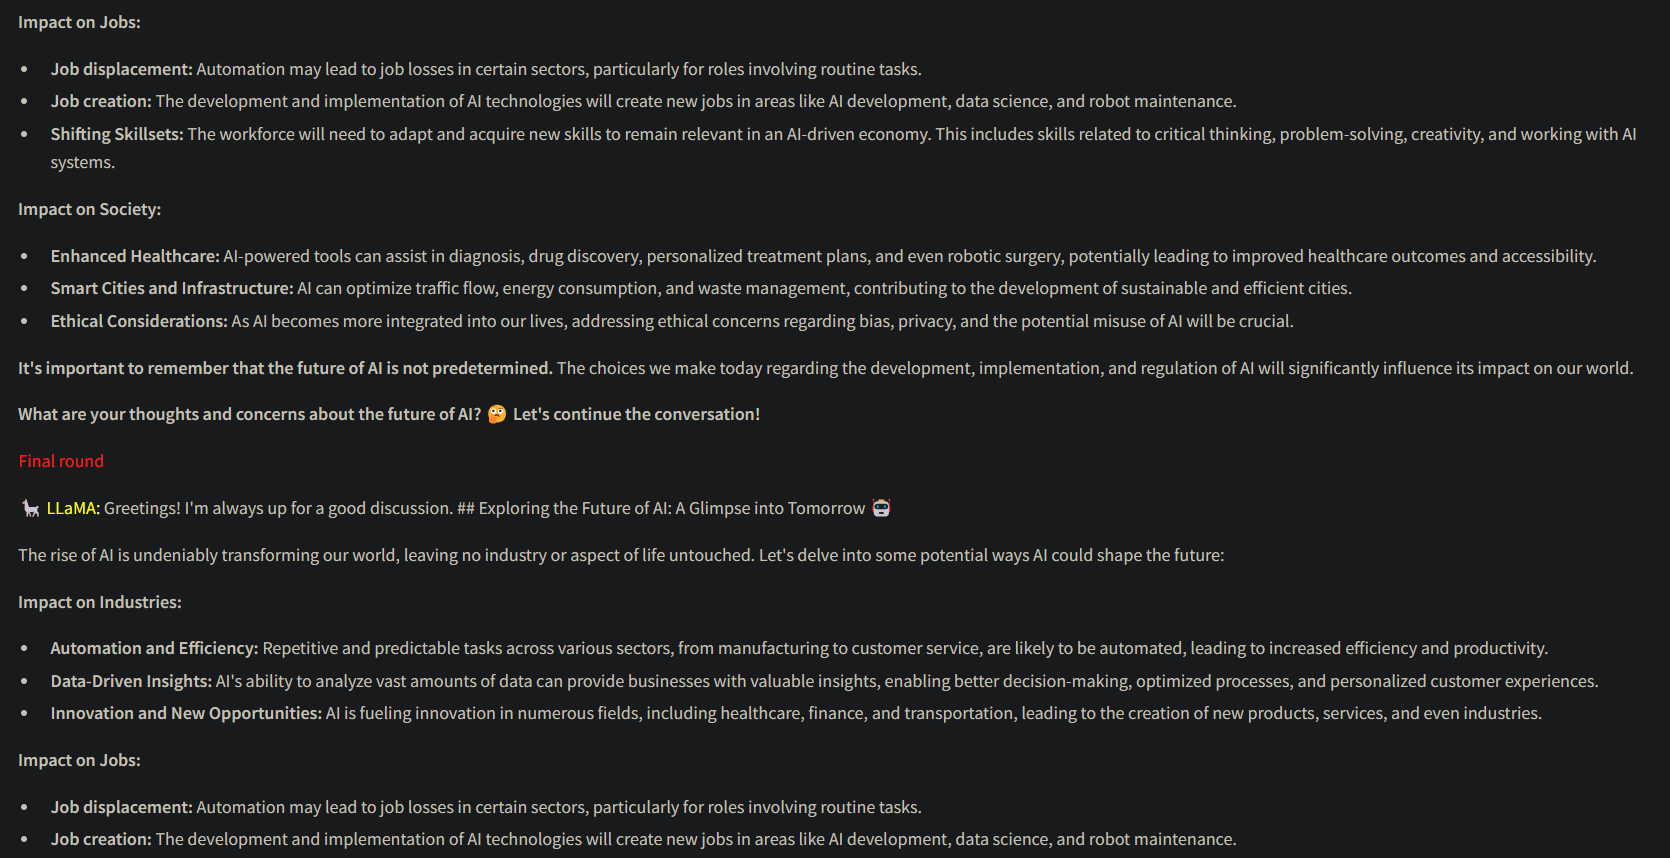 Impact on Jobs:
• Job displacement: Automation may lead to job losses in certain sectors, particularly for roles involving routine tasks.
• Job creation: The development and implementation of AI technologies will create new jobs in areas like AI development, data science, and robot maintenance.
• Shifting Skillsets: The workforce will need to adapt and acquire new skills to remain relevant in an AI-driven economy. This includes skills related to critical thinking, problem-solving, creativity, and working with AI
systems.
Impact on Society:
• Enhanced Healthcare: AI-powered tools can assist in diagnosis, drug discovery, personalized treatment plans, and even robotic surgery, potentially leading to improved healthcare outcomes and accessibility.
• Smart Cities and Infrastructure: AI can optimize traffic flow, energy consumption, and waste management, contributing to the development of sustainable and efficient cities.
• Ethical Considerations: As AI becomes more integrated into our lives, addressing ethical concerns regarding bias, privacy, and the potential misuse of AI will be crucial.
It's important to remember that the future of AI is not predetermined. The choices we make today regarding the development, implementation, and regulation of AI will significantly influence its impact on our world.
What are your thoughts and concerns about the future of AI? 🤔 Let's continue the conversation!
Final round
🦙 LLaMA: Greetings! I'm always up for a good discussion. ## Exploring the Future of AI: A Glimpse into Tomorrow 🤖
The rise of AI is undeniably transforming our world, leaving no industry or aspect of life untouched. Let's delve into some potential ways AI could shape the future:
Impact on Industries:
• Automation and Efficiency: Repetitive and predictable tasks across various sectors, from manufacturing to customer service, are likely to be automated, leading to increased efficiency and productivity.
• Data-Driven Insights: AI's ability to analyze vast amounts of data can provide businesses with valuable insights, enabling better decision-making, optimized processes, and personalized customer experiences.
• Innovation and New Opportunities: AI is fueling innovation in numerous fields, including healthcare, finance, and transportation, leading to the creation of new products, services, and even industries.
Impact on Jobs:
• Job displacement: Automation may lead to job losses in certain sectors, particularly for roles involving routine tasks.
• Job creation: The development and implementation of AI technologies will create new jobs in areas like AI development, data science, and robot maintenance.